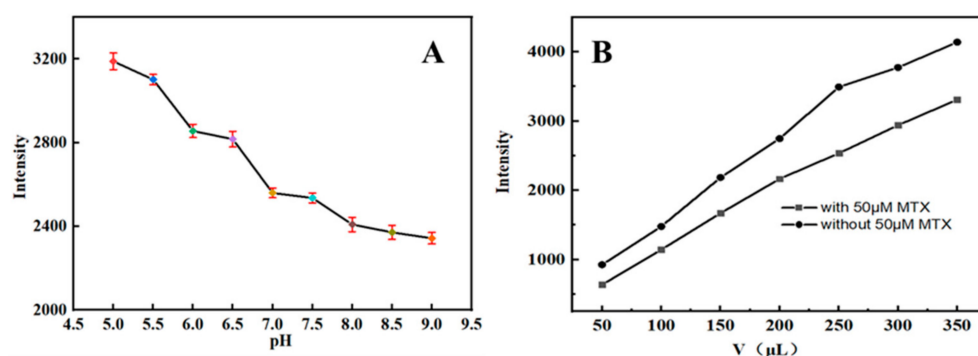 A
Intensity
3200
2800
2400
2000
4.5 5.0 5.5 6.0 6.5 7.0 7.5 8.0 8.5 9.0 9.5
pH
B
Intensity
4000
3000
2000
1000
with 50μM MTX
without 50μM MTX
50 100 150 200 250 300 350
V (μL)